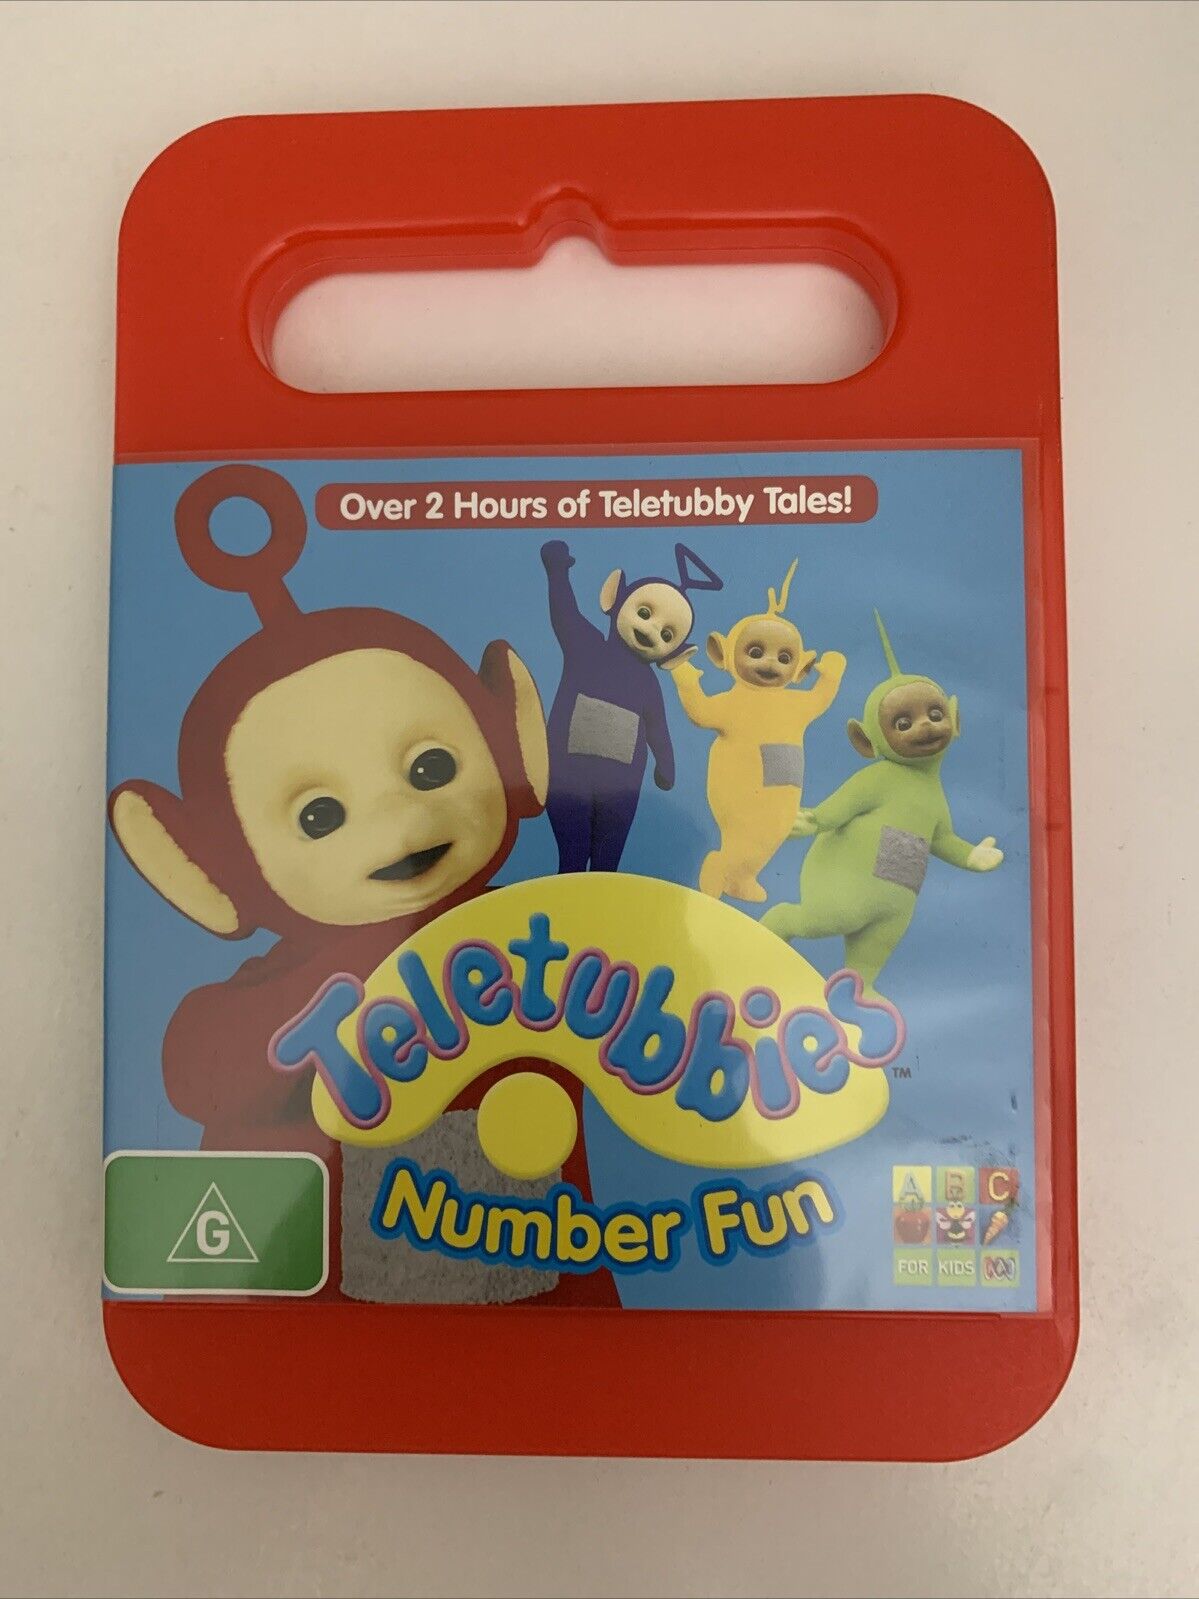 Over 2 Hours of Teletubby Tales!
Teletubbies
TM
Number Fun
G
A B C
FOR KIDS